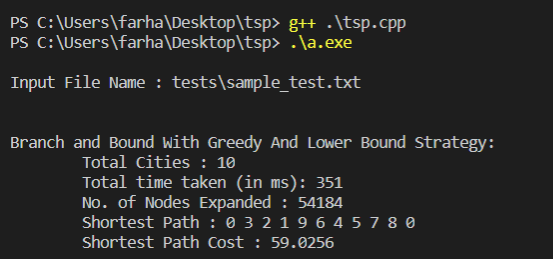 PS C:\Users\farha\Desktop\tsp> g++ .\tsp.cpp
PS C:\Users\farha\Desktop\tsp> .\a.exe
Input File Name : tests\sample_test.txt
Branch and Bound With Greedy And Lower Bound Strategy:
Total Cities : 10
Total time taken (in ms): 351
No. of Nodes Expanded : 54184
Shortest Path : 0 3 2 1 9 6 4 5 7 8 0
Shortest Path Cost : 59.0256